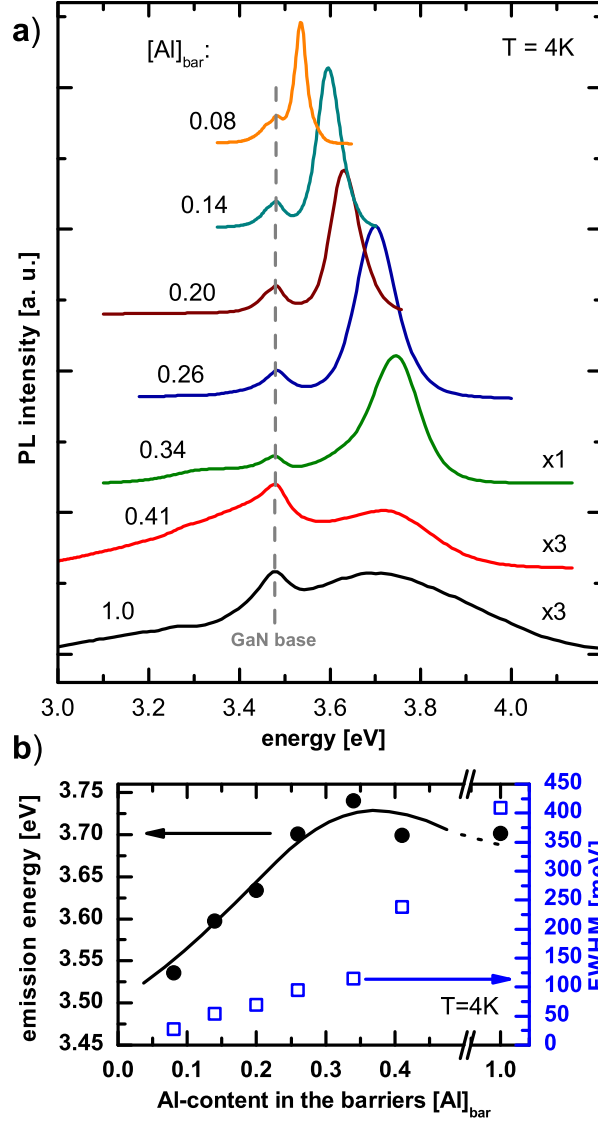 a)
[Al]bar:
T = 4K
0.08
0.14
0.20
0.26
0.34
x1
0.41
x3
1.0
x3
GaN base
PL intensity [a. u.]
3.0 3.2 3.4 3.6 3.8 4.0
energy [eV]
b)
3.75
3.70
3.65
3.60
3.55
3.50
3.45
emission energy [eV]
450
400
350
300
250
200
150
100
50
0
FWHM [meV]
T=4K
0.0 0.1 0.2 0.3 0.4 1.0
Al-content in the barriers [Al]bar